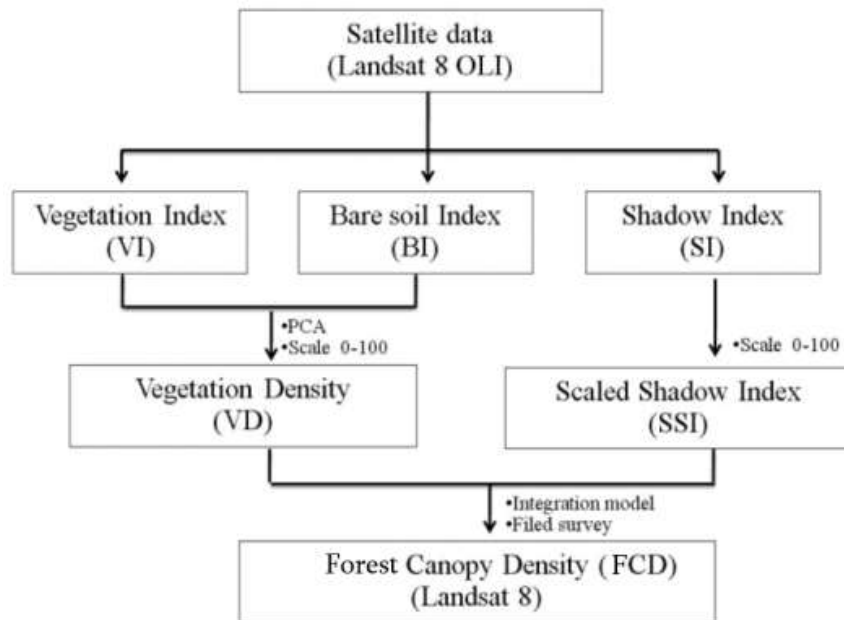 Satellite data
(Landsat 8 OLI)
Vegetation Index
(VI)
Bare soil Index
(BI)
Shadow Index
(SI)
•PCA
•Scale 0-100
•Scale 0-100
Vegetation Density
(VD)
Scaled Shadow Index
(SSI)
•Integration model
•Filed survey
Forest Canopy Density (FCD)
(Landsat 8)